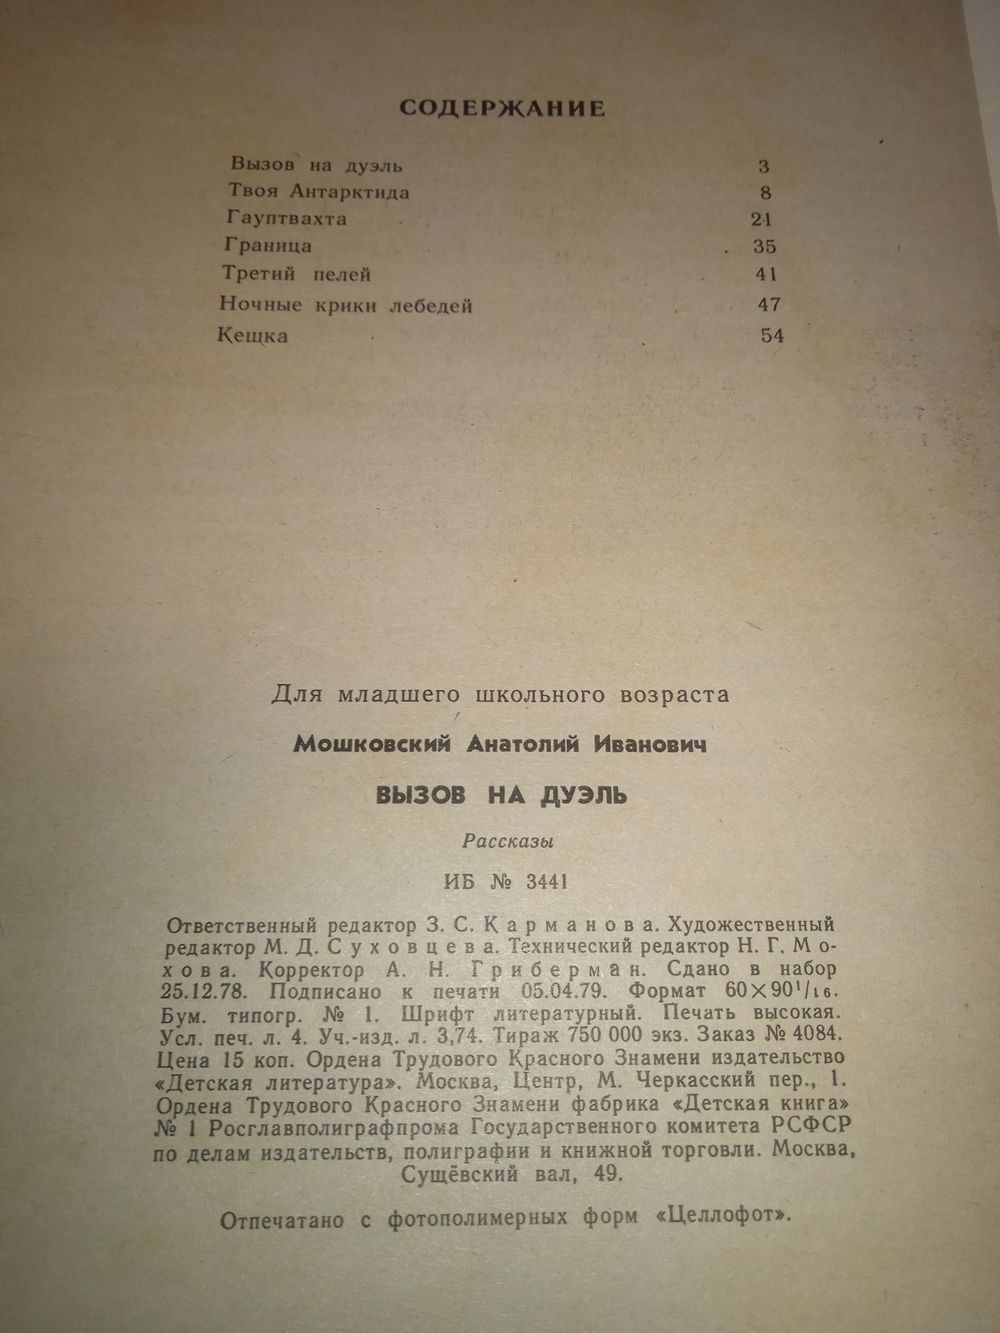 СОДЕРЖАНИЕ
Вызов на дуэль 3
Твоя Антарктида 8
Гауптвахта 21
Граница 35
Третий пелей 41
Ночные крики лебедей 47
Кешка 54
Для младшего школьного возраста
Мошковский Анатолий Иванович
ВЫЗОВ НА ДУЭЛЬ
Рассказы
ИБ № 3441
Ответственный редактор З. С. Карманова. Художественный
редактор М. Д. Суховцева. Технический редактор Н. Г. Мо-
хова. Корректор А. Н. Гриберман. Сдано в набор
25.12.78. Подписано к печати 05.04.79. Формат 60×90¹/₁₆.
Бум. типогр. № 1. Шрифт литературный. Печать высокая.
Усл. печ. л. 4. Уч.-изд. л. 3,74. Тираж 750 000 экз. Заказ № 4084.
Цена 15 коп. Ордена Трудового Красного Знамени издательство
«Детская литература». Москва, Центр, М. Черкасский пер., 1.
Ордена Трудового Красного Знамени фабрика «Детская книга»
№ 1 Росглавполиграфпрома Государственного комитета РСФСР
по делам издательств, полиграфии и книжной торговли. Москва,
Сущёвский вал, 49.
Отпечатано с фотополимерных форм «Целлофот».